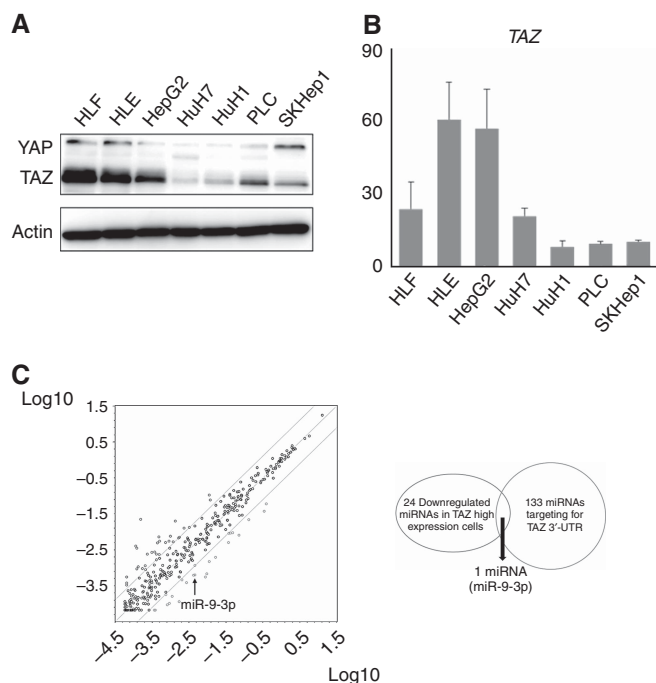 A
HLF
HLE
HepG2
HuH7
HuH1
PLC
SKHep1
YAP
TAZ
Actin
B
TAZ
90
60
30
0
HLF
HLE
HepG2
HuH7
HuH1
PLC
SKHep1
C
Log10
1.5
0.5
−0.5
−1.5
−2.5
−3.5
miR-9-3p
−4.5
−3.5
−2.5
−1.5
−0.5
0.5
1.5
Log10
24 Downregulated
miRNAs in TAZ high
expression cells
133 miRNAs
targeting for
TAZ 3′-UTR
1 miRNA
(miR-9-3p)